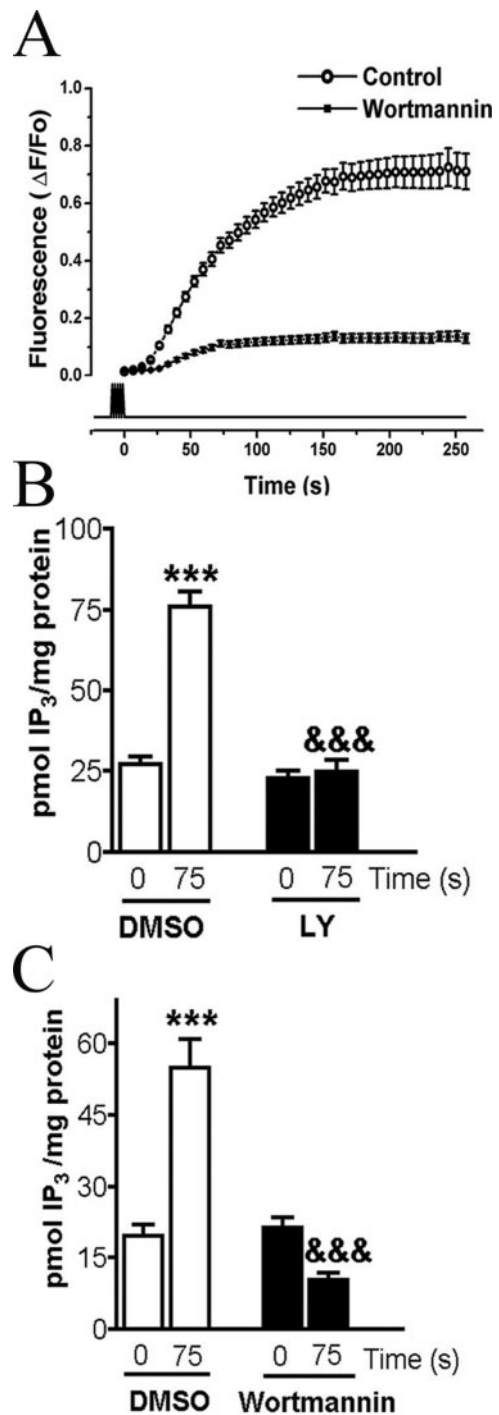 A
Control
Wortmannin
Fluorescence ( ΔF/Fo)
1.0
0.8
0.6
0.4
0.2
0.0
0 50 100 150 200 250
Time (s)
B
pmol IP3/mg protein
100
75
50
25
0
***
&&&
0 75 0 75 Time (s)
DMSO LY
C
pmol IP3 /mg protein
60
45
30
15
0
***
&&&
0 75 0 75 Time (s)
DMSO Wortmannin